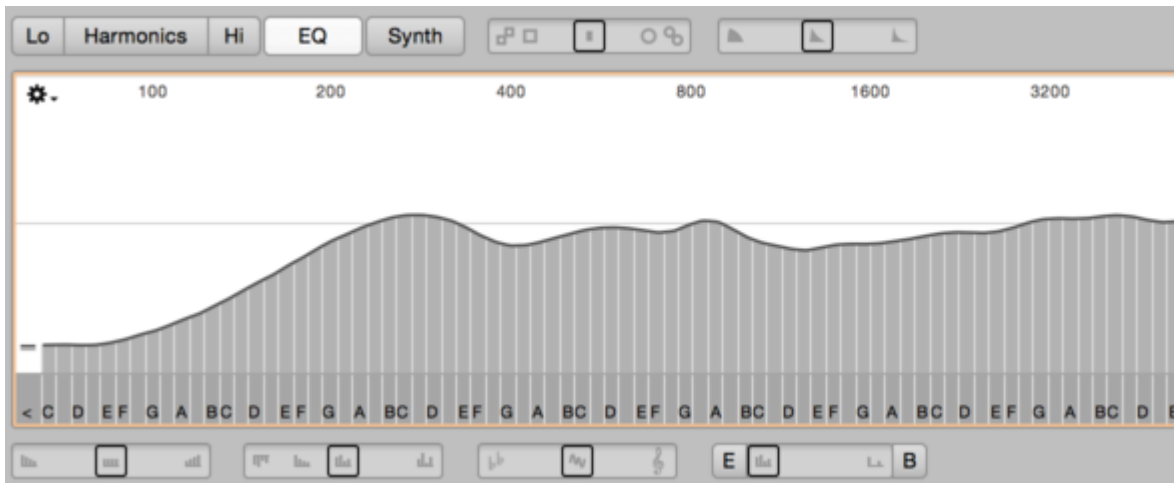 Lo Harmonics Hi EQ Synth
100 200 400 800 1600 3200
< C D E F G A B C D E F G A B C D E F G A B C D E F G A B C D E F G A B C D E F G A B C D
E B